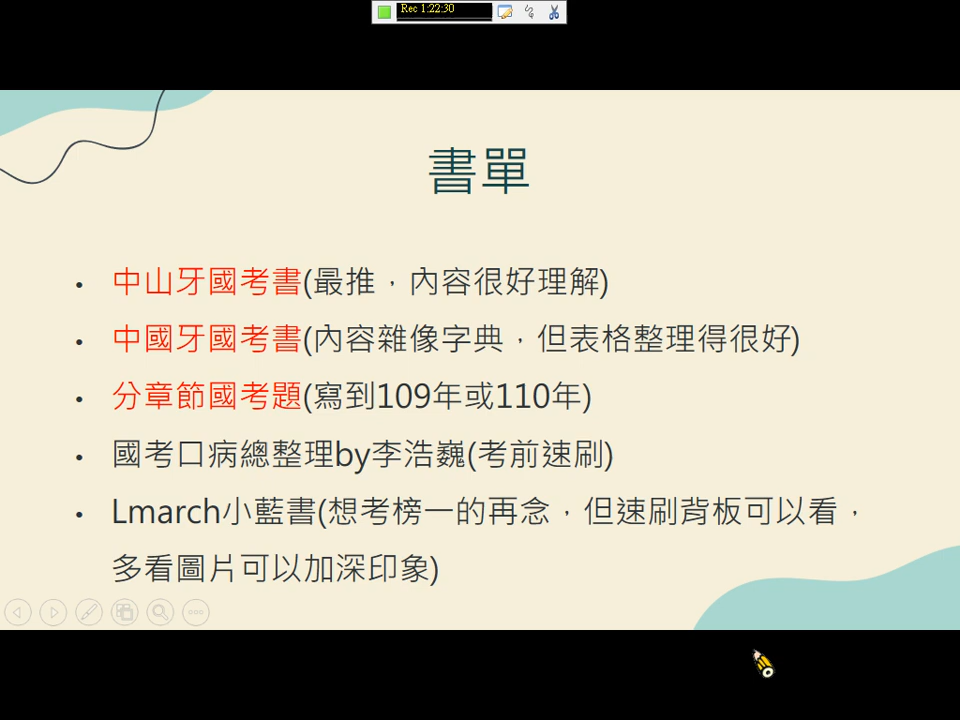 Rec 1:22:30
書單
• 中山牙國考書(最推，內容很好理解)
• 中國牙國考書(內容雜像字典，但表格整理得很好)
• 分章節國考題(寫到109年或110年)
• 國考口病總整理by李浩巍(考前速刷)
• Lmarch小藍書(想考榜一的再念，但速刷背板可以看，
多看圖片可以加深印象)